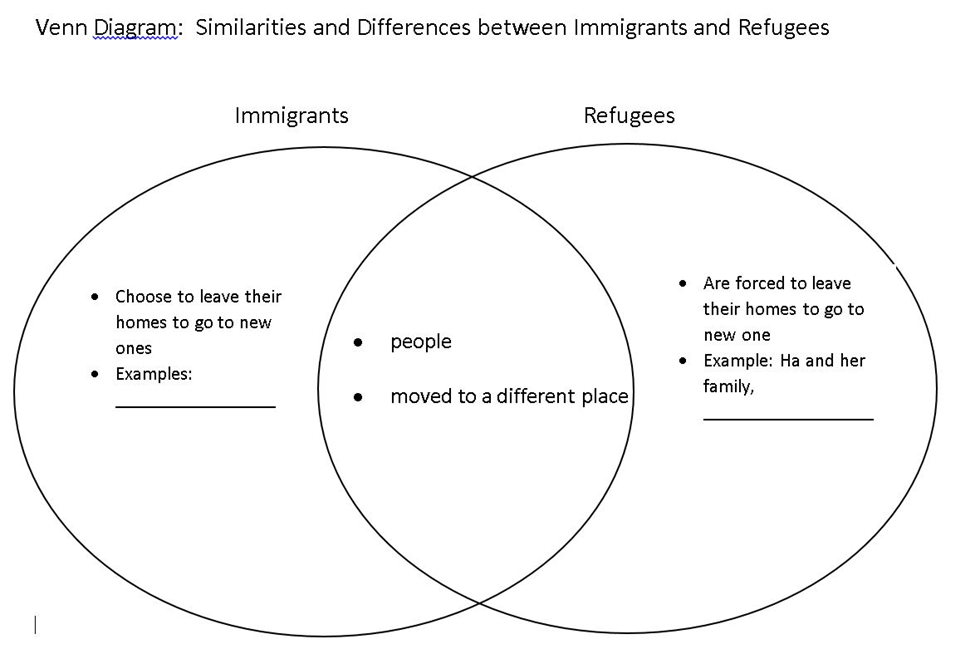 Venn Diagram: Similarities and Differences between Immigrants and Refugees
Immigrants
Refugees
• Choose to leave their
homes to go to new
ones
• Examples:
• people
• moved to a different place
• Are forced to leave
their homes to go to
new one
• Example: Ha and her
family,